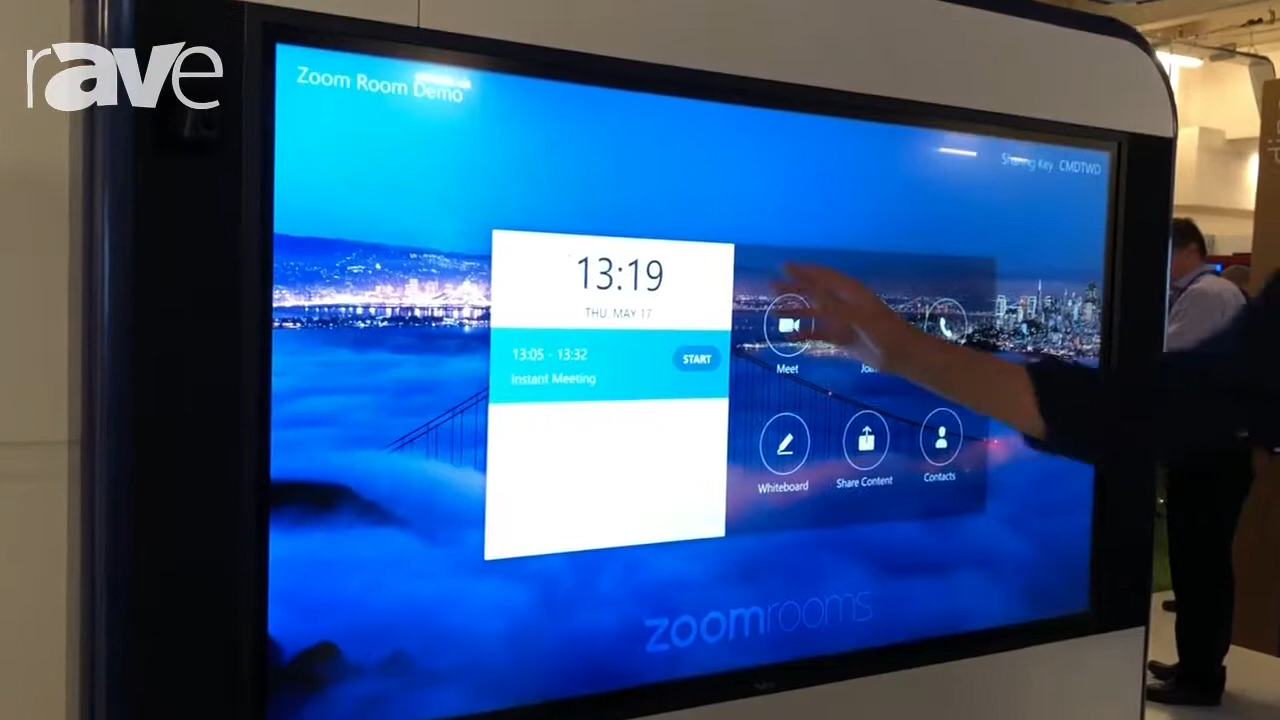 rave
Zoom Room Demo
Sharing Key CMDTWD
13:19
THU, MAY 17
13:05 - 13:32
START
Instant Meeting
Meet
Join
Whiteboard
Share Content
Contacts
zoomrooms